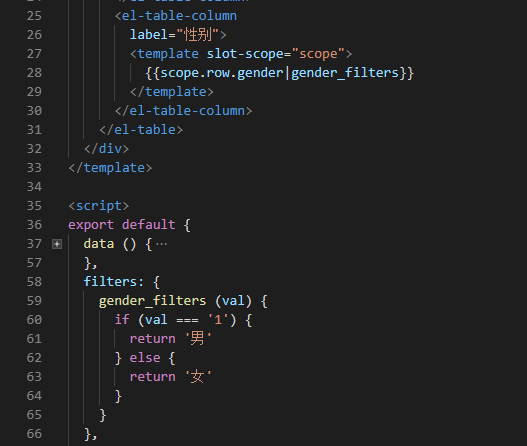 25 <el-table-column
26 label="性别">
27 <template slot-scope="scope">
28 {{scope.row.gender|gender_filters}}
29 </template>
30 </el-table-column>
31 </el-table>
32 </div>
33 </template>
34
35 <script>
36 export default {
37 data () {···
57 },
58 filters: {
59 gender_filters (val) {
60 if (val === '1') {
61 return '男'
62 } else {
63 return '女'
64 }
65 }
66 },